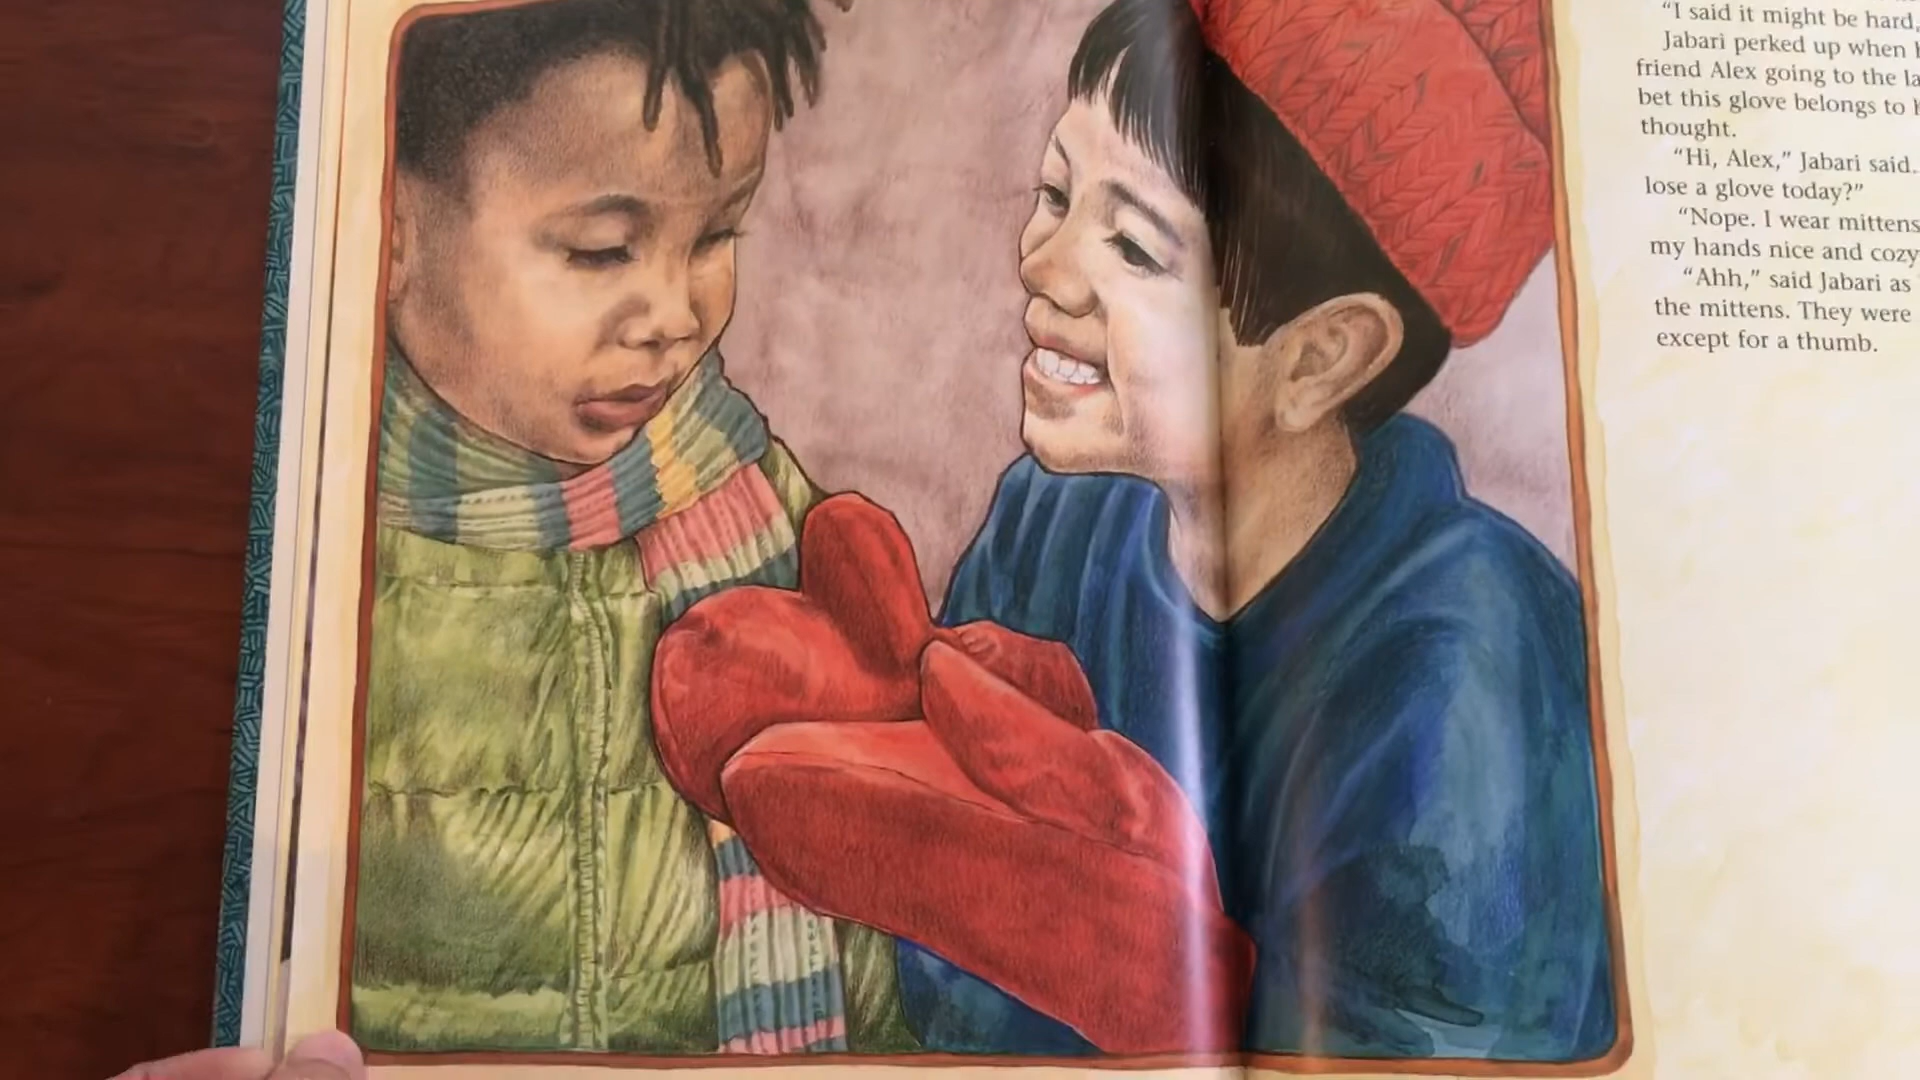 “I said it might be hard,
Jabari perked up when
friend Alex going to the
bet this glove belongs to
thought.
“Hi, Alex,” Jabari said.
lose a glove today?”
“Nope. I wear mittens
my hands nice and cozy
“Ahh,” said Jabari as
the mittens. They were
except for a thumb.